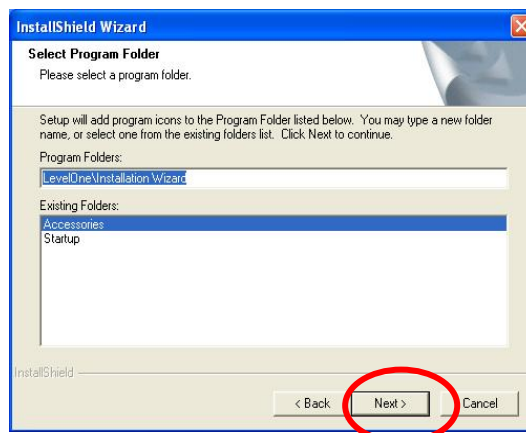 InstallShield Wizard
Select Program Folder
Please select a program folder.
Setup will add program icons to the Program Folder listed below. You may type a new folder
name, or select one from the existing folders list. Click Next to continue.
Program Folders:
LevelOne\Installation Wizard
Existing Folders:
Accessories
Startup
InstallShield
< Back
Next >
Cancel